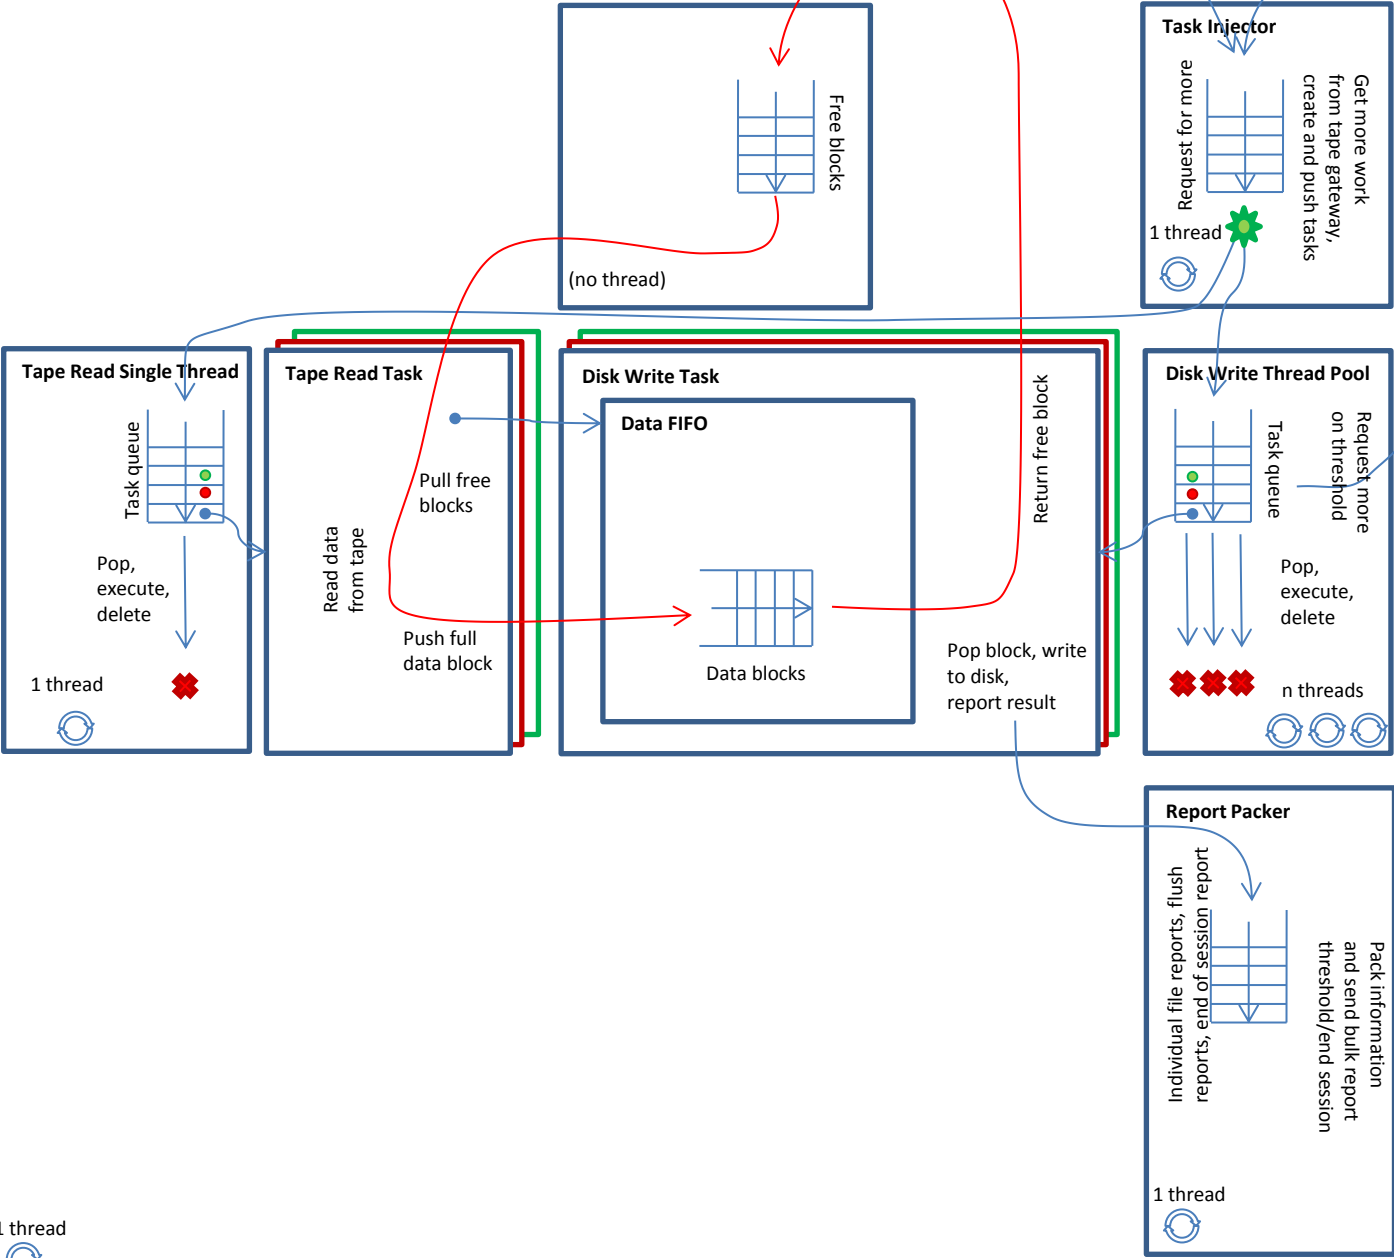 Free blocks
(no thread)
Task Injector
Request for more
Get more work
from tape gateway,
create and push tasks
1 thread
Tape Read Single Thread
Task queue
Pop,
execute,
delete
1 thread
Tape Read Task
Pull free
blocks
Read data
from tape
Push full
data block
Disk Write Task
Data FIFO
Data blocks
Return free block
Pop block, write
to disk,
report result
Disk Write Thread Pool
Task queue
Request more
on threshold
Pop,
execute,
delete
n threads
Report Packer
Individual file reports, flush
reports, end of session report
Pack information
and send bulk report
threshold/end session
1 thread
1 thread